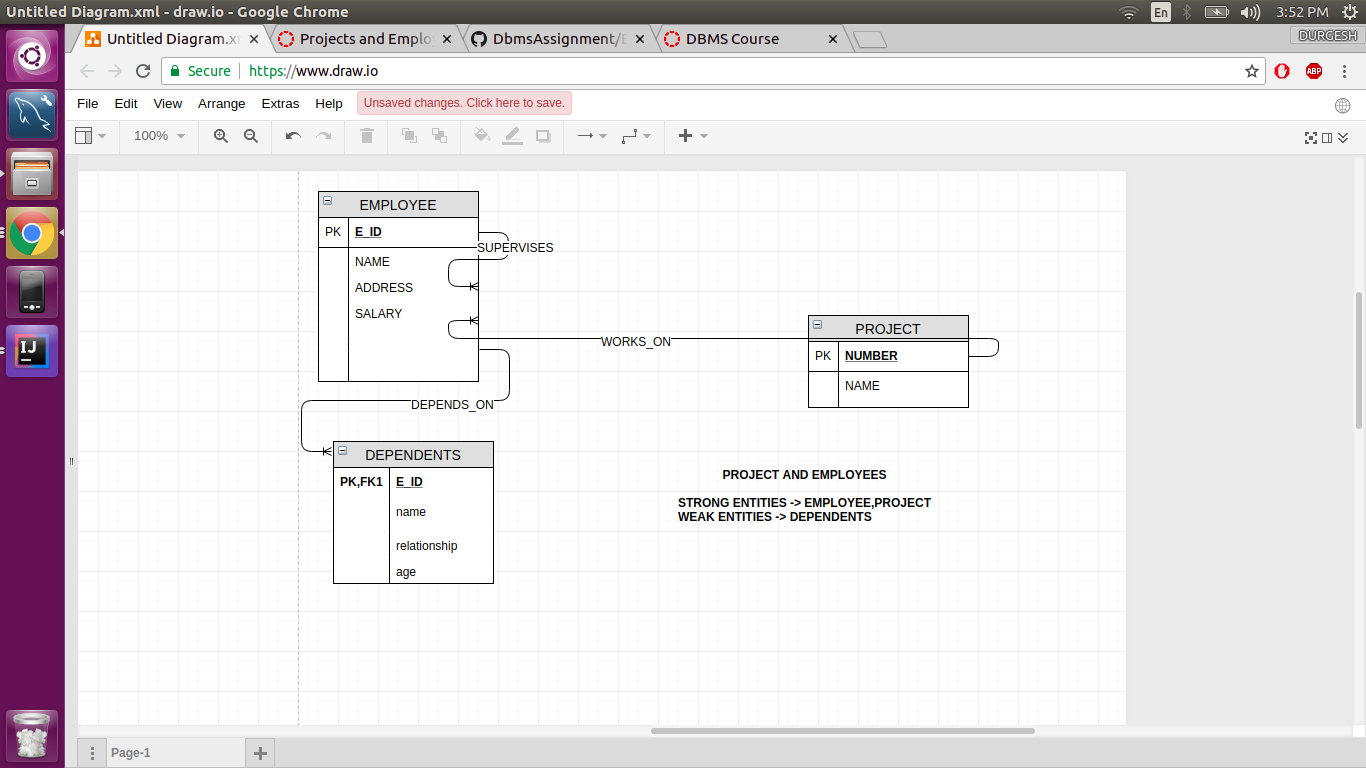 Untitled Diagram.xml - draw.io - Google Chrome
En
3:52 PM
DURGESH
Untitled Diagram.x
Projects and Emplo
DbmsAssignment/
DBMS Course
Secure
https://www.draw.io
ABP
File Edit View Arrange Extras Help
Unsaved changes. Click here to save.
100%
EMPLOYEE
PK E_ID
SUPERVISES
NAME
ADDRESS
SALARY
WORKS_ON
PROJECT
PK NUMBER
NAME
DEPENDS_ON
DEPENDENTS
PK,FK1 E_ID
name
relationship
age
PROJECT AND EMPLOYEES
STRONG ENTITIES -> EMPLOYEE,PROJECT
WEAK ENTITIES -> DEPENDENTS
IJ
Page-1